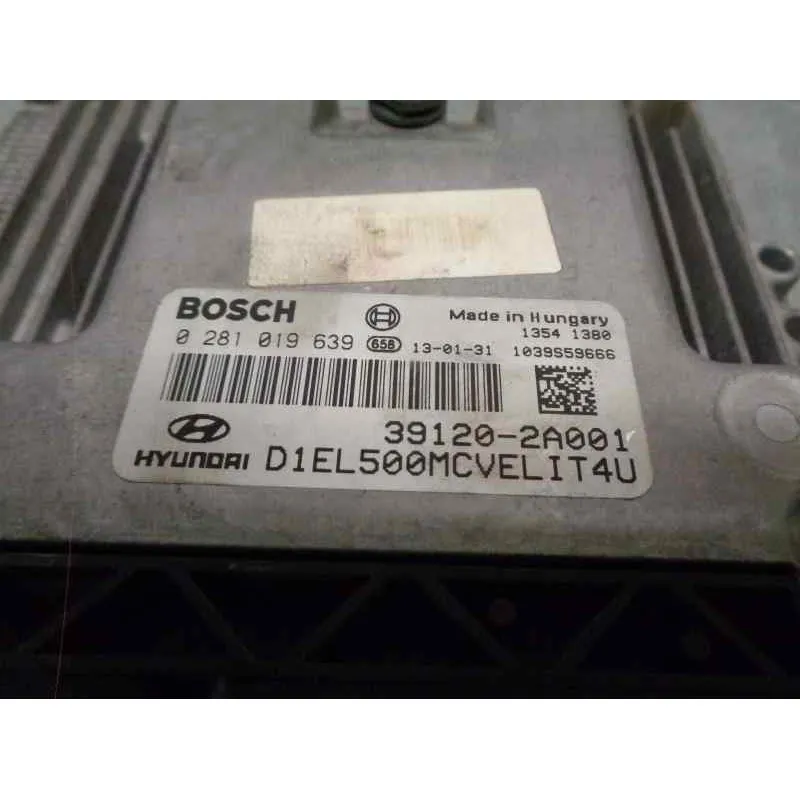 BOSCH Made in Hungary
1354 1380
0 281 019 639 658 13-01-31 1039S59666
39120-2A001
HYUNDAI D1EL500MCVELIT4U